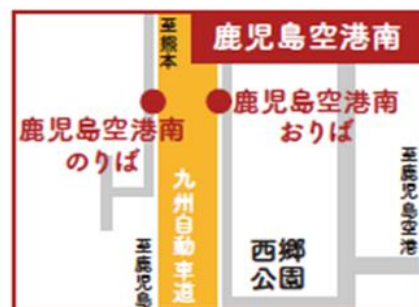 鹿児島空港南
至熊本
鹿児島空港南
のりば
鹿児島空港南
おりば
九州自動車道
至鹿児島
西郷
公園
至鹿児島空港